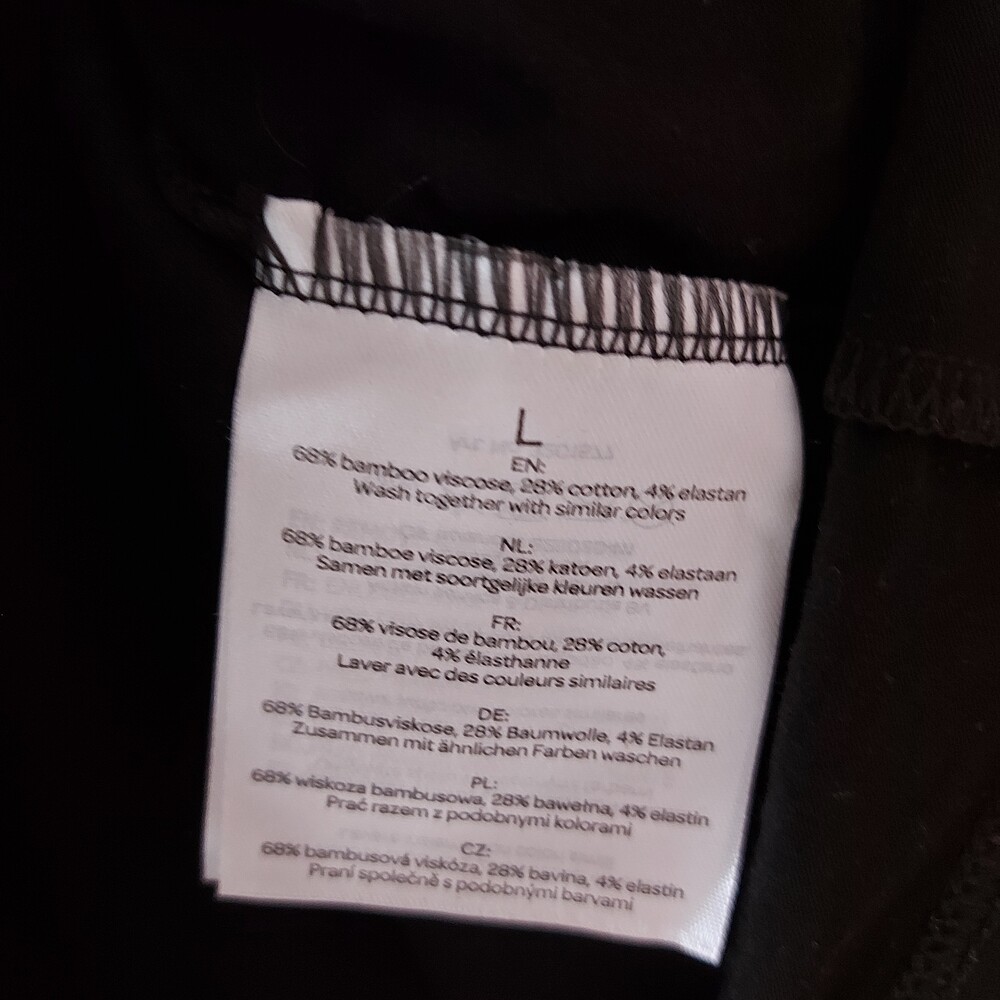 L
EN:
68% bamboo viscose, 28% cotton, 4% elastan
Wash together with similar colors
NL:
68% bamboe viscose, 28% katoen, 4% elastaan
Samen met soortgelijke kleuren wassen
FR:
68% visose de bambou, 28% coton,
4% élasthanne
Laver avec des couleurs similaires
DE:
68% Bambusviskose, 28% Baumwolle, 4% Elastan
Zusammen mit ähnlichen Farben waschen
PL:
68% wiskoza bambusowa, 28% bawełna, 4% elastin
Prać razem z podobnymi kolorami
CZ:
68% bambusová viskóza, 28% bavina, 4% elastin
Praní společně s podobnými barvami